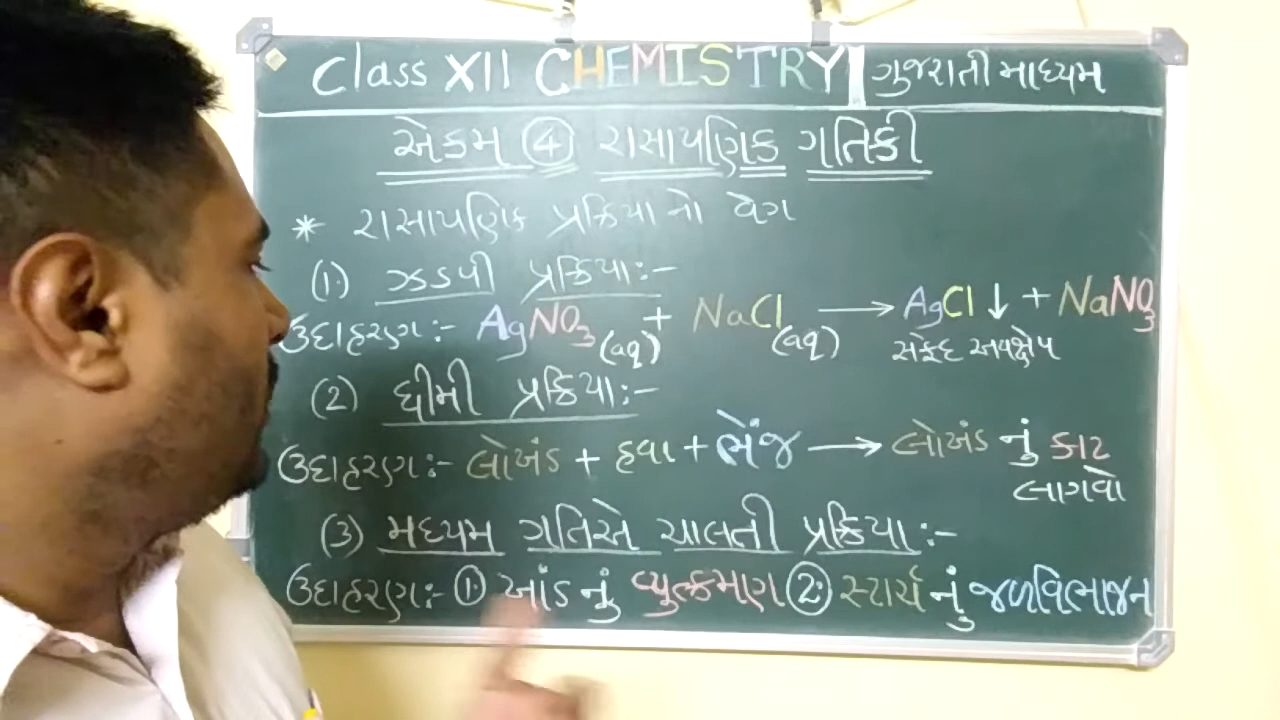 Class XII CHEMISTRY | ગુજરાતી માધ્યમ
એકમ ④ રાસાયણિક ગતિકી
* રાસાયણિક પ્રક્રિયાનો વેગ
(1.) ઝડપી પ્રક્રિયા:-
ઉદાહરણ:- AgNO₃ (aq) + NaCl (aq) → AgCl ↓ + NaNO₃
સફેદ અવક્ષેપ
(2) ધીમી પ્રક્રિયા:-
ઉદાહરણ:- લોખંડ + હવા + ભેંજ → લોખંડ નું કાટ
લાગવો
(3) મધ્યમ ગતિએ ચાલતી પ્રક્રિયા:-
ઉદાહરણ:- ① ખાંડ નું વ્યુત્ક્રમાણ ② સ્ટાર્ચ નું જળવિભાજન